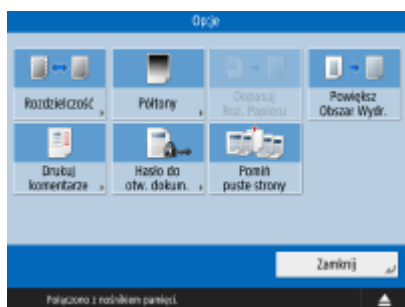 Opcje
Rozdzielczość
Półtony
Dopasuj
Roz. Papieru
Powiększ
Obszar Wydr.
Drukuj
komentarze
Hasło do
otw. dokum.
Pomiń
puste strony
Zamknij
Połączono z nośnikiem pamięci.